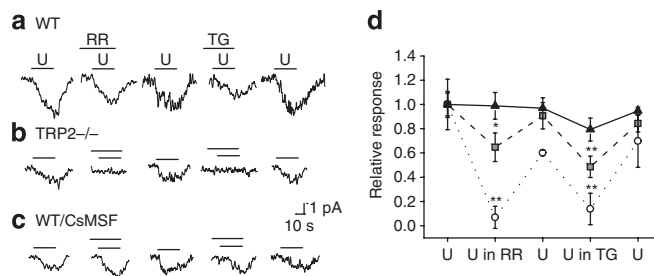 a WT
RR
TG
U U U U U
b TRP2–/–
1 pA
10 s
c WT/CsMSF
d
Relative response
1.4
1.2
1.0
0.8
0.6
0.4
0.2
0.0
*
**
**
**
U U in RR U U in TG U